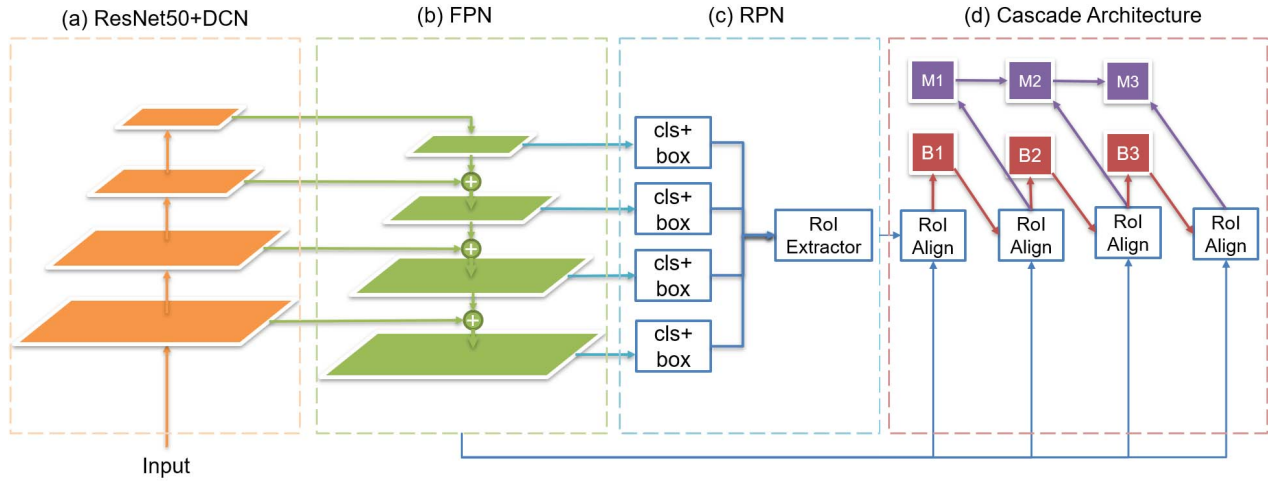 (a) ResNet50+DCN
(b) FPN
(c) RPN
(d) Cascade Architecture
Input
cls+
box
cls+
box
cls+
box
cls+
box
RoI
Extractor
M1
M2
M3
B1
B2
B3
RoI
Align
RoI
Align
RoI
Align
RoI
Align